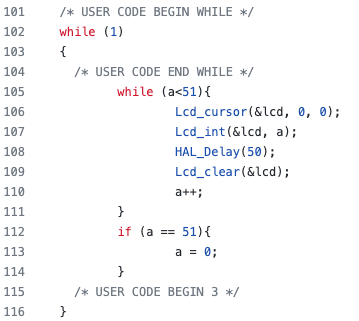 101 /* USER CODE BEGIN WHILE */
102 while (1)
103 {
104 /* USER CODE END WHILE */
105 while (a<51){
106 Lcd_cursor(&lcd, 0, 0);
107 Lcd_int(&lcd, a);
108 HAL_Delay(50);
109 Lcd_clear(&lcd);
110 a++;
111 }
112 if (a == 51){
113 a = 0;
114 }
115 /* USER CODE BEGIN 3 */
116 }